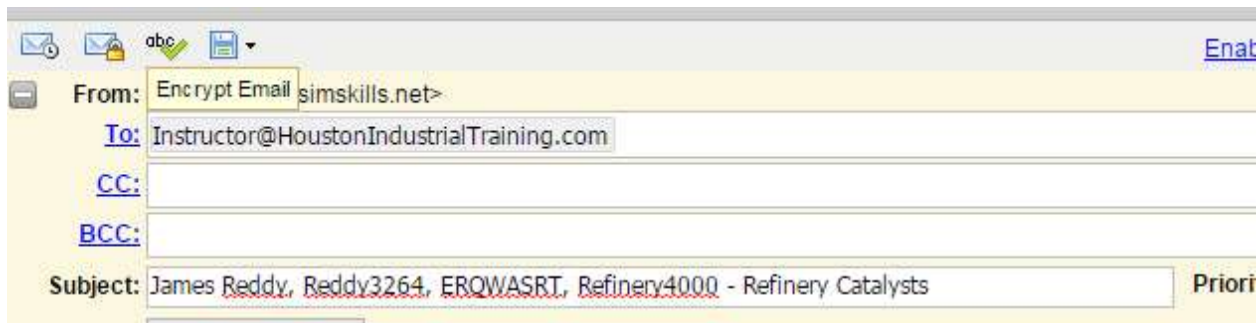 abc
Enab
From: Encrypt Email simskills.net>
To: Instructor@HoustonIndustrialTraining.com
CC:
BCC:
Subject: James Reddy, Reddy3264, ERQWASRT, Refinery4000 - Refinery Catalysts Priorit